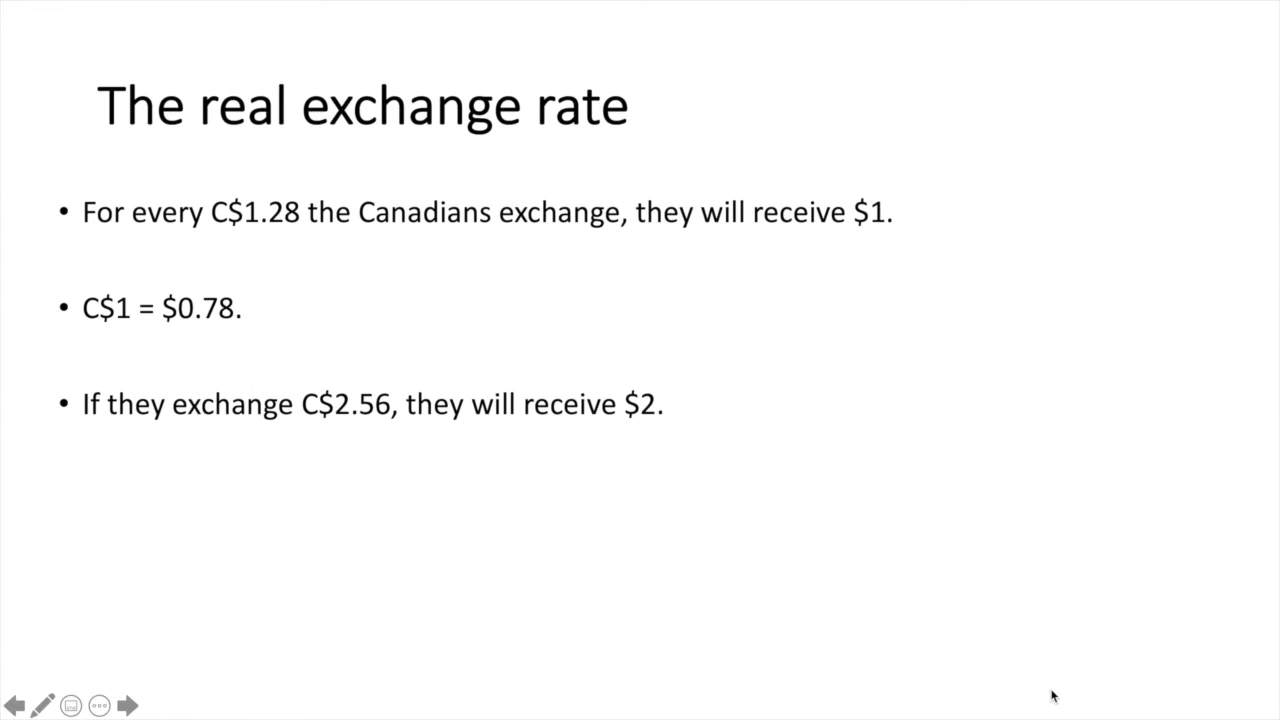 The real exchange rate
• For every C$1.28 the Canadians exchange, they will receive $1.
• C$1 = $0.78.
• If they exchange C$2.56, they will receive $2.